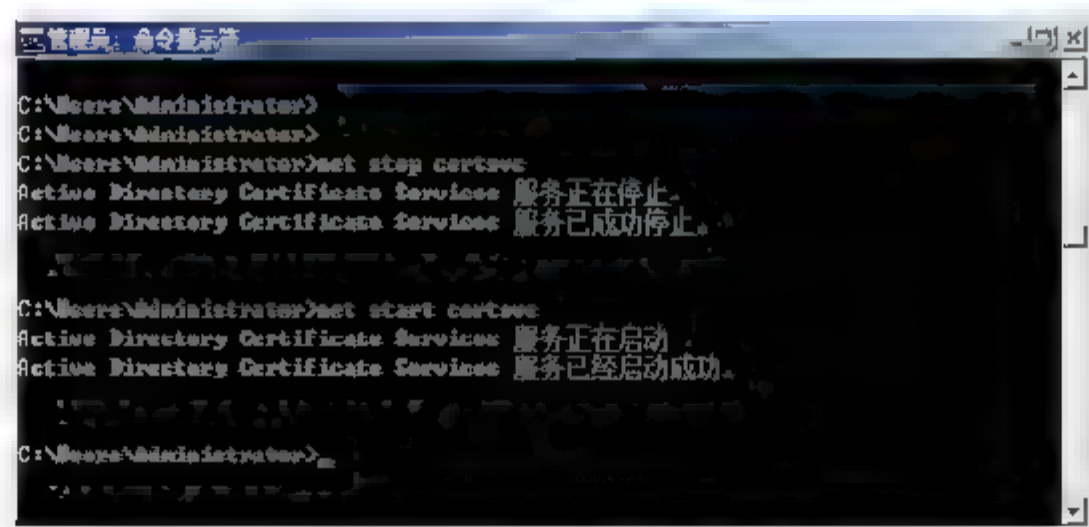 管理员: 命令提示符
C:\Users\Administrator>
C:\Users\Administrator>
C:\Users\Administrator>net stop certsvc
Active Directory Certificate Services 服务正在停止.
Active Directory Certificate Services 服务已成功停止。
C:\Users\Administrator>net start certsvc
Active Directory Certificate Services 服务正在启动 .
Active Directory Certificate Services 服务已经启动成功。
C:\Users\Administrator>_